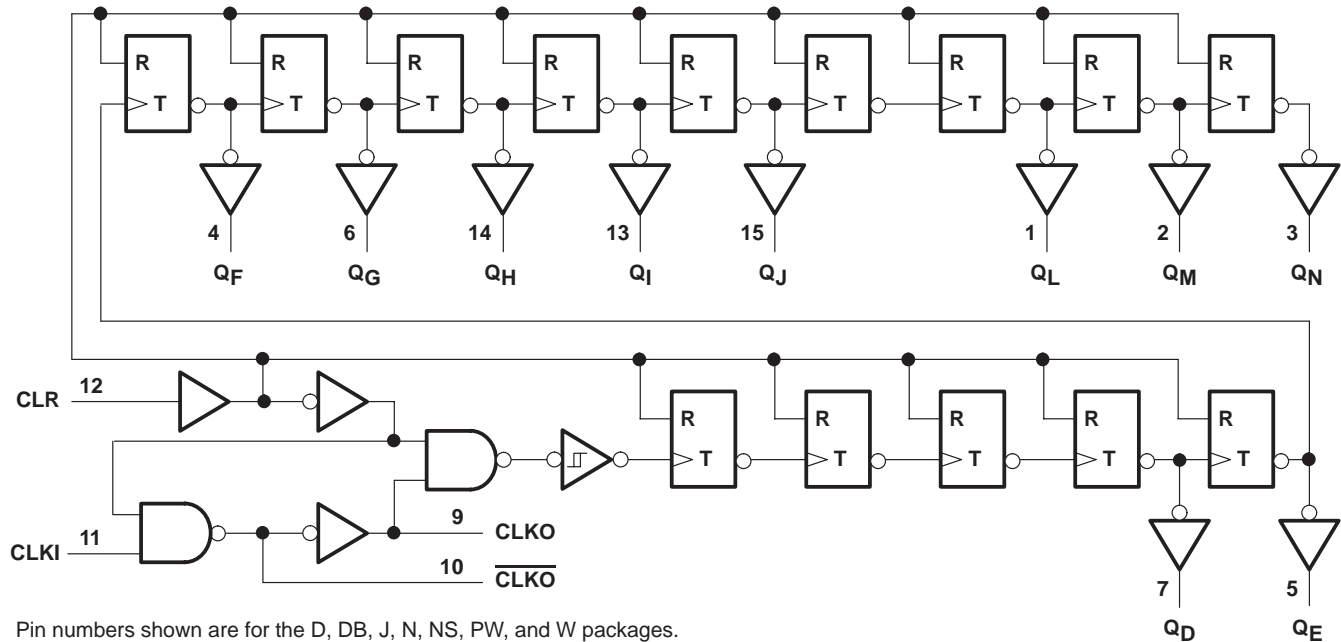 R R R R R R R R R
T T T T T T T T T
4 6 14 13 15 1 2 3
QF QG QH QI QJ QL QM QN
CLR 12
R R R R R
T T T T T
CLKI 11
9 CLKO
10 CLKO
7 5
QD QE
Pin numbers shown are for the D, DB, J, N, NS, PW, and W packages.